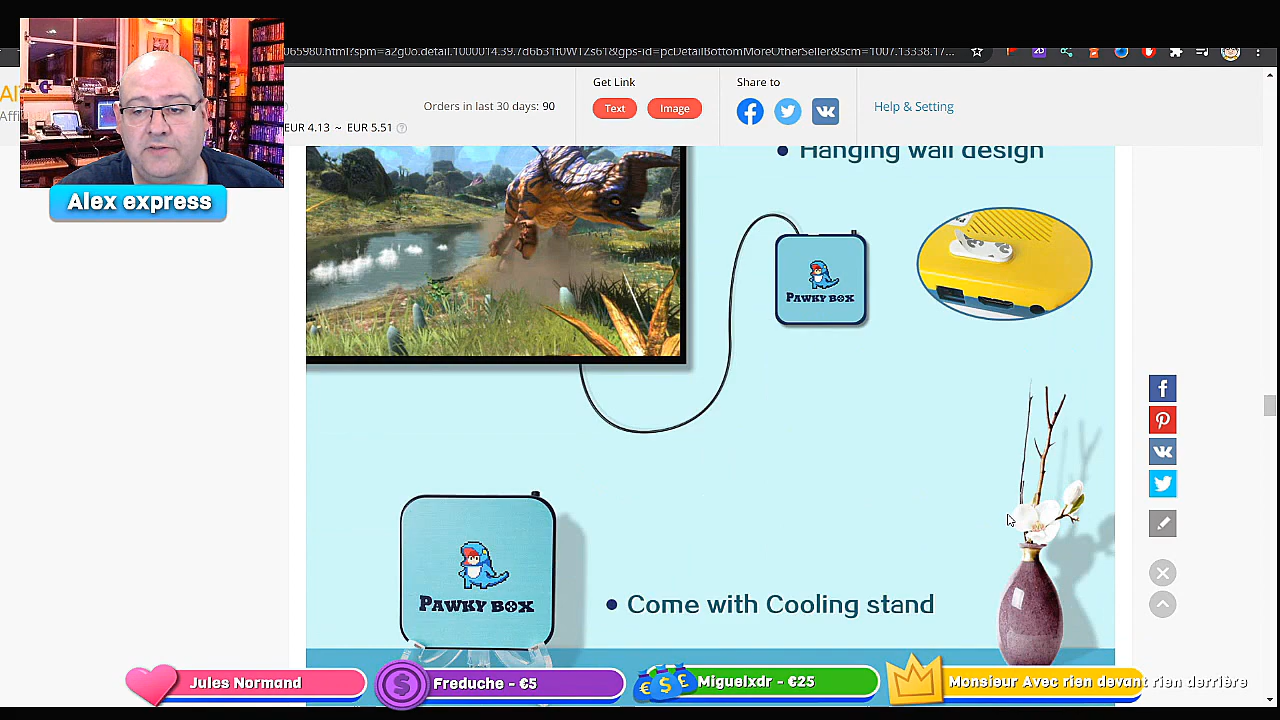 Orders in last 30 days: 90
EUR 4.13 ~ EUR 5.51
Get Link
Text
Image
Share to
Help & Setting
Alex express
• Hanging wall design
PAWKY BOX
PAWKY BOX
• Come with Cooling stand
Jules Normand
Freduche - €5
Miguelxdr - €25
Monsieur Avec rien devant rien derrière